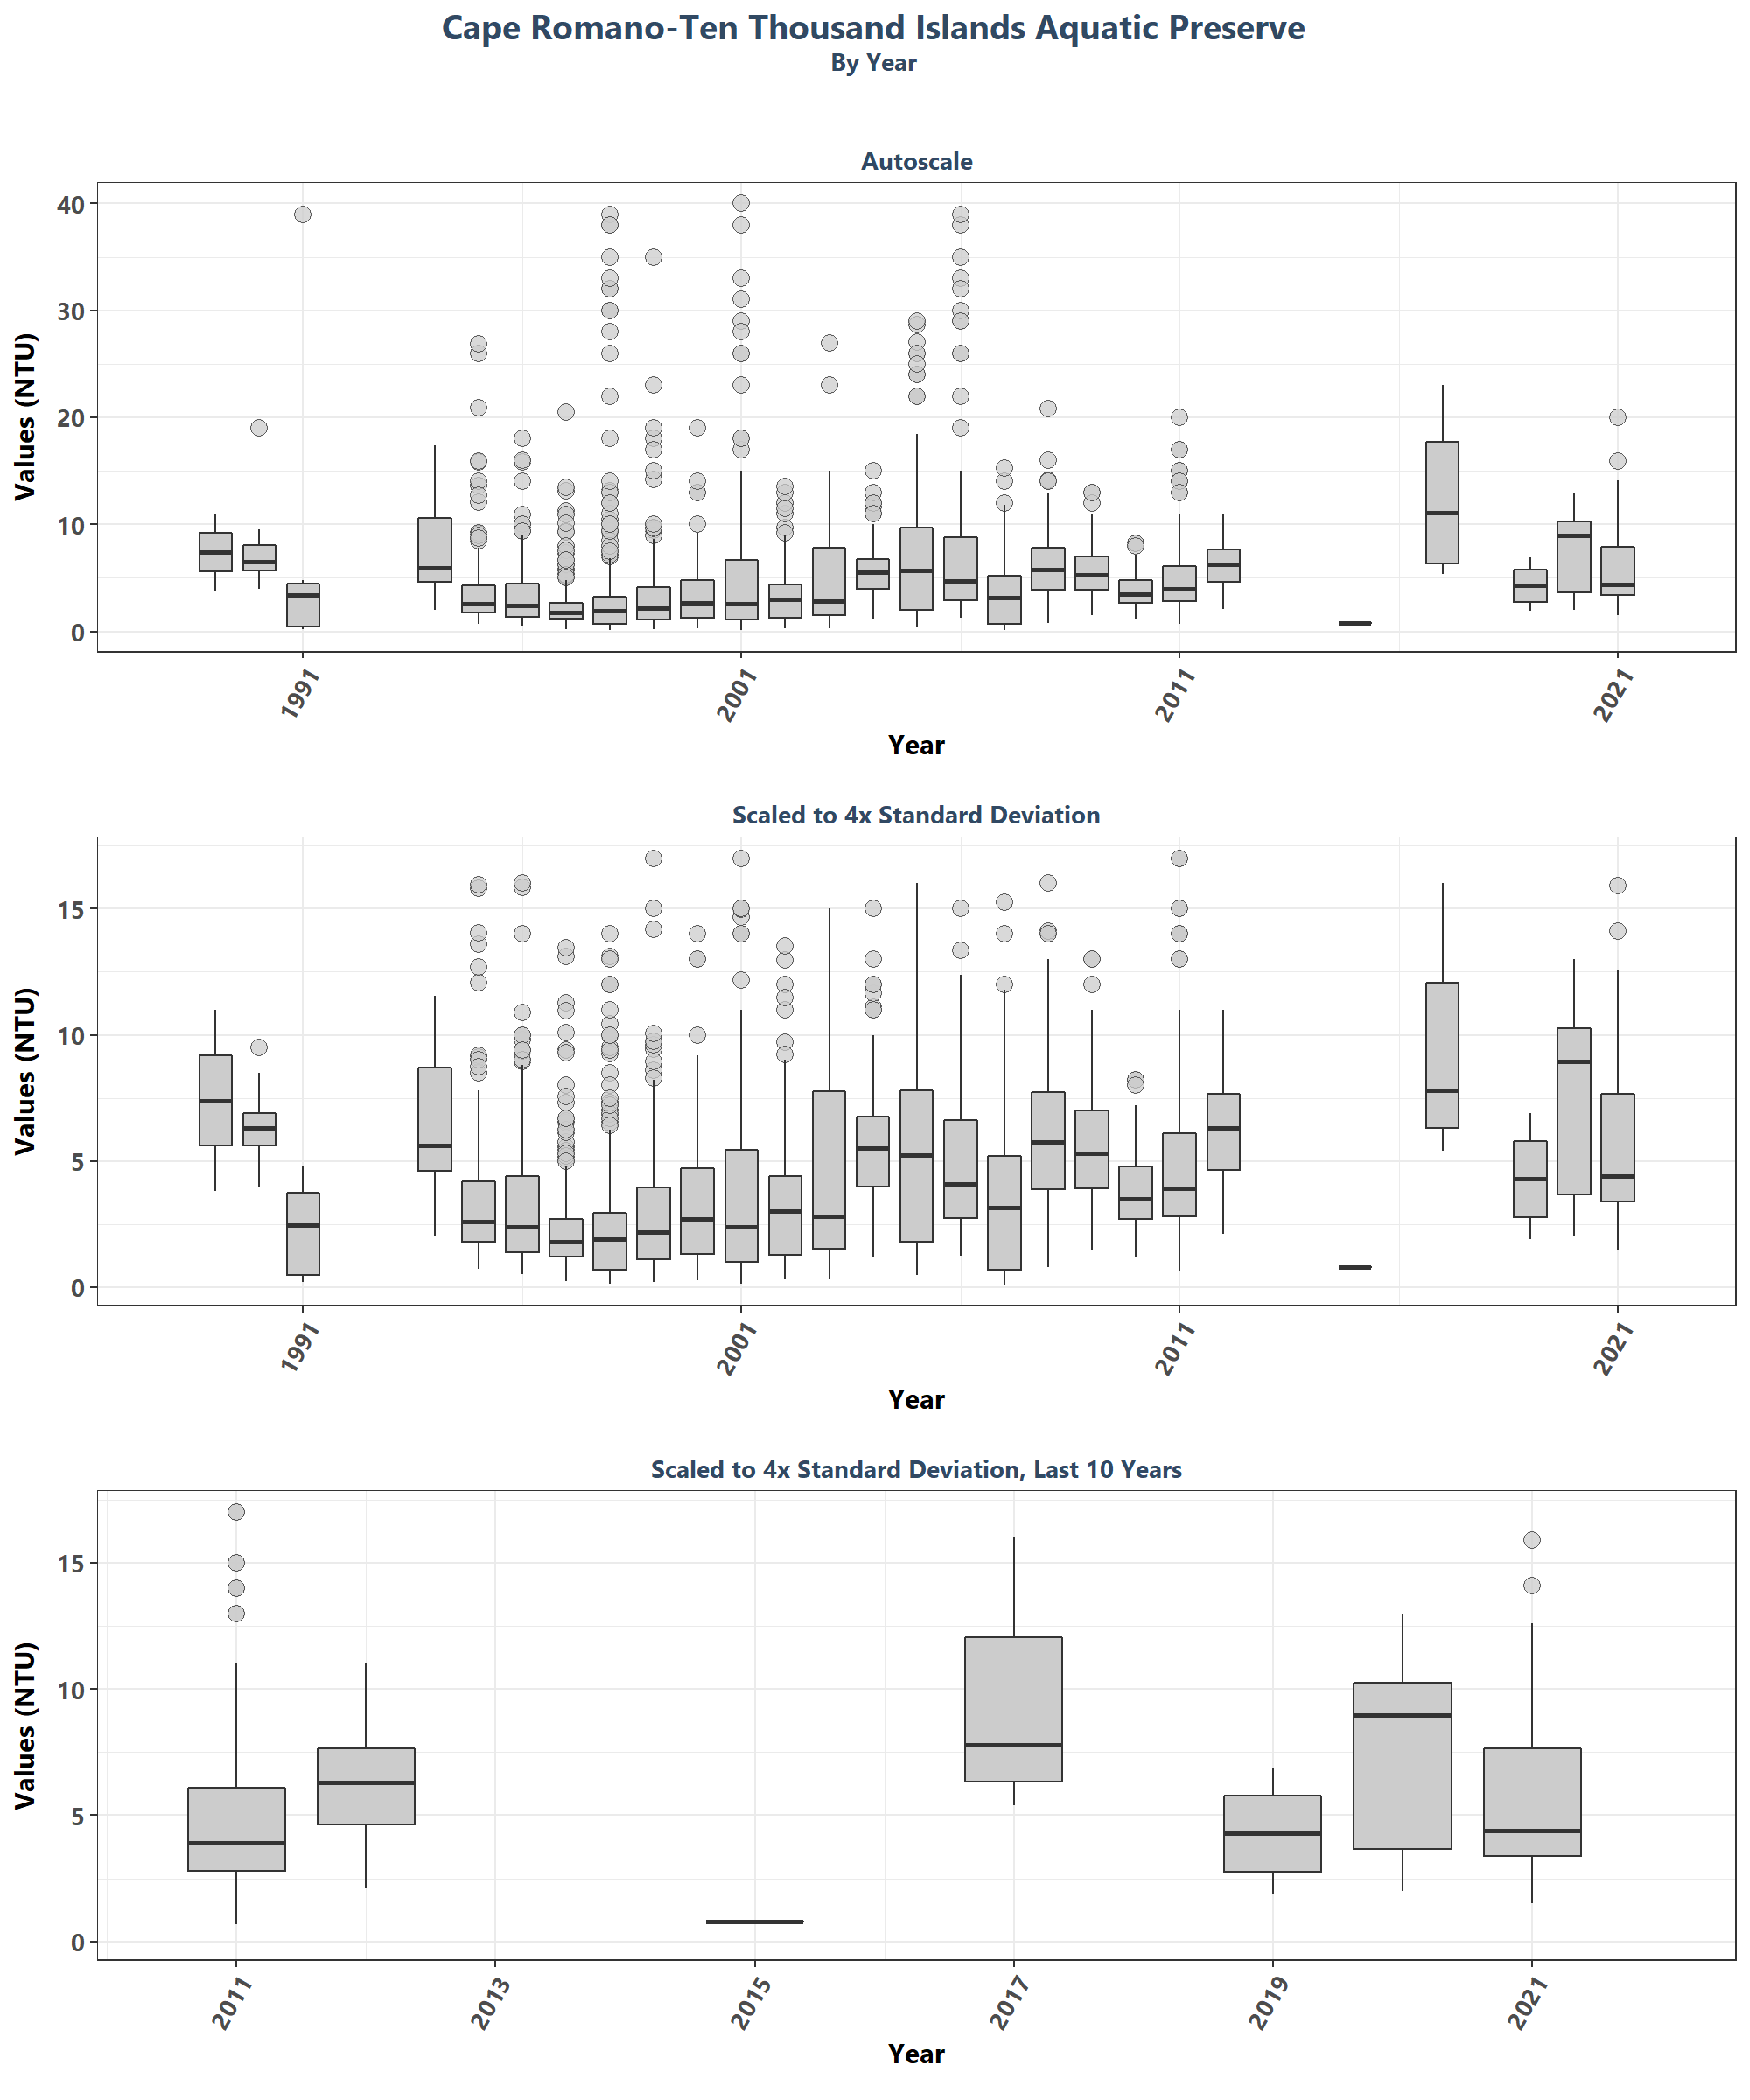 Cape Romano-Ten Thousand Islands Aquatic Preserve
By Year
Autoscale
Values (NTU)
40
30
20
10
0
1991
2001
2011
2021
Year
Scaled to 4x Standard Deviation
Values (NTU)
15
10
5
0
1991
2001
2011
2021
Year
Scaled to 4x Standard Deviation, Last 10 Years
Values (NTU)
15
10
5
0
2011
2013
2015
2017
2019
2021
Year